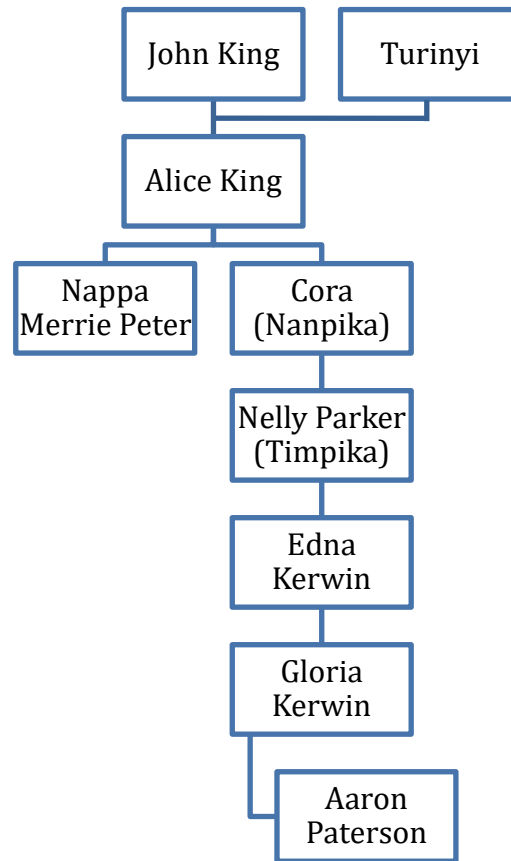 John King
Turinyi
Alice King
Nappa
Merrie Peter
Cora
(Nanpika)
Nelly Parker
(Timpika)
Edna
Kerwin
Gloria
Kerwin
Aaron
Paterson